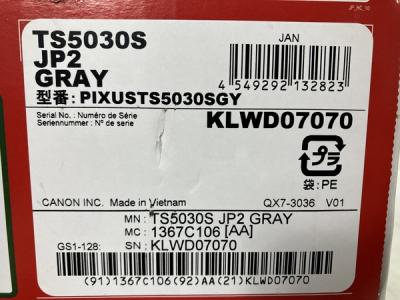 JP_RC_1G
TS5030S
JP2
GRAY
JAN
4 549292 132823
型番:PIXUSTS5030SGY
Serial No. : Numéro de Série
Seriennummer : Nº de serie
KLWD07070
プラ
袋:PE
CANON INC. Made in Vietnam
QX7-3036 V01
MN: TS5030S JP2 GRAY
MC: 1367C106 [AA]
GS1-128: SN: KLWD07070
(91)1367C106(92)AA(21)KLWD07070